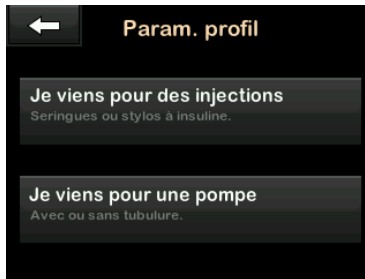 Param. profil
Je viens pour des injections
Seringues ou stylos à insuline.
Je viens pour une pompe
Avec ou sans tubulure.